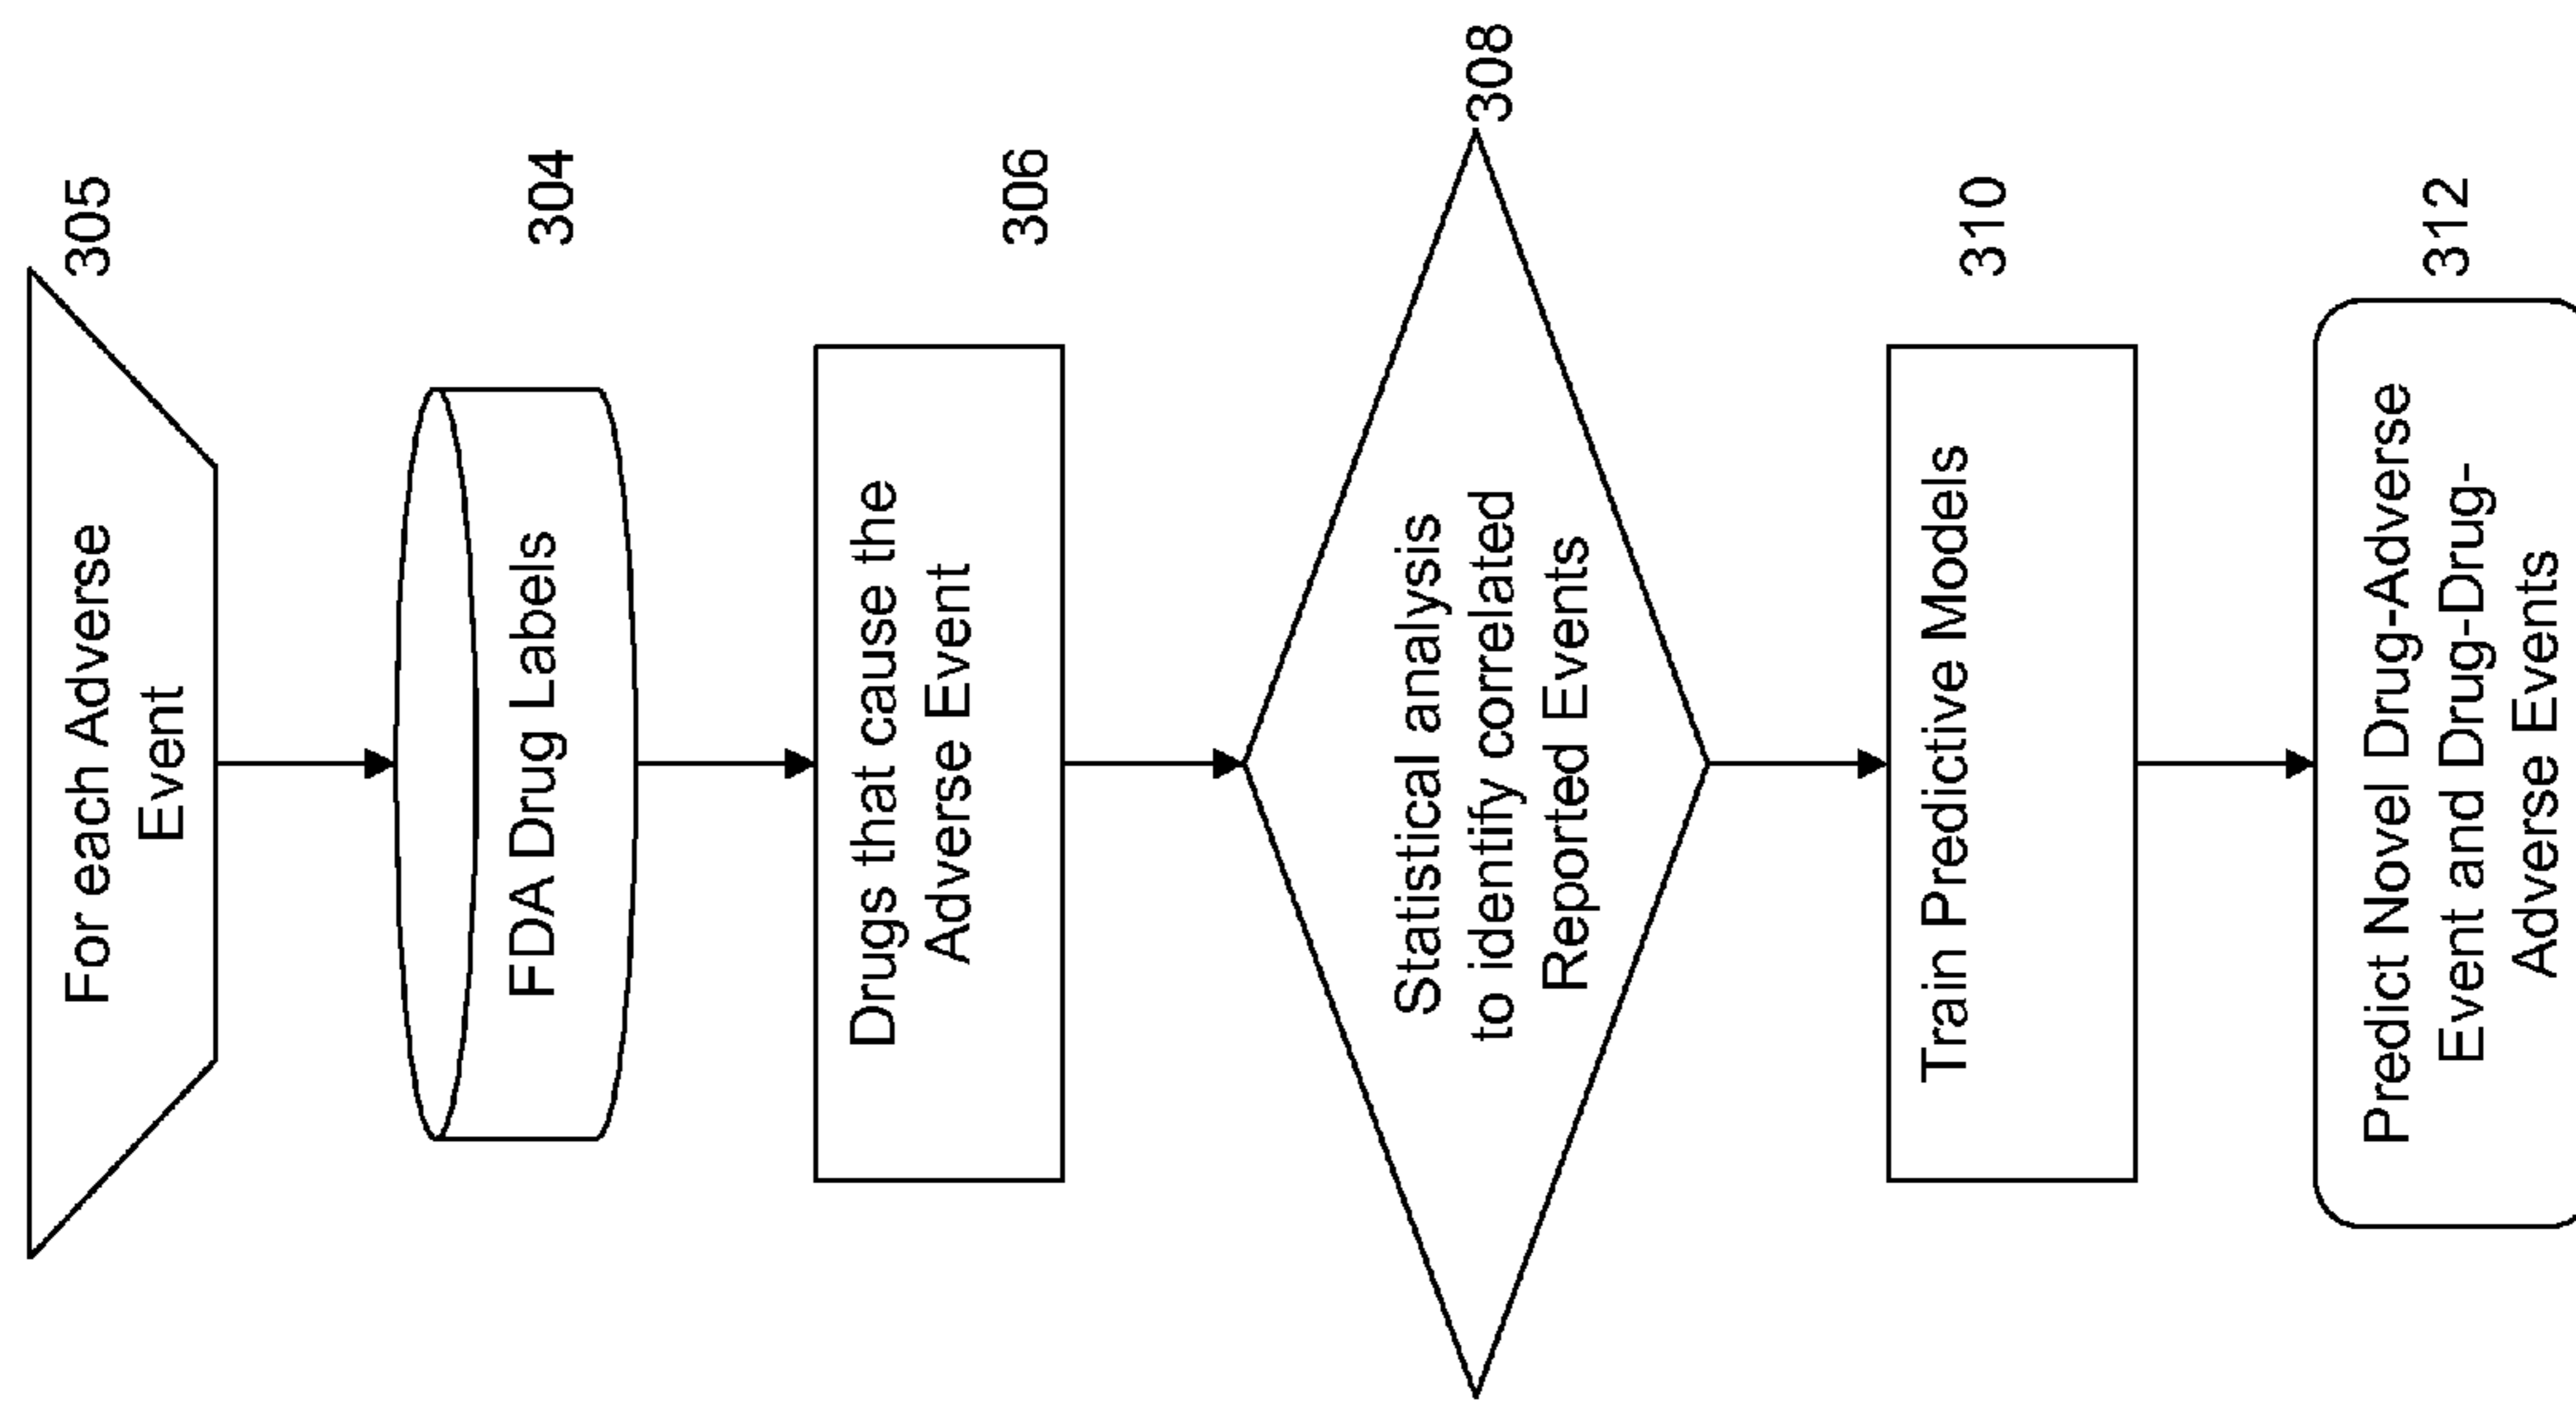 For each Adverse
Event
305
FDA Drug Labels
304
Drugs that cause the
Adverse Event
306
Statistical analysis
to identify correlated
Reported Events
308
Train Predictive Models
310
Predict Novel Drug-Adverse
Event and Drug-Drug-
Adverse Events
312